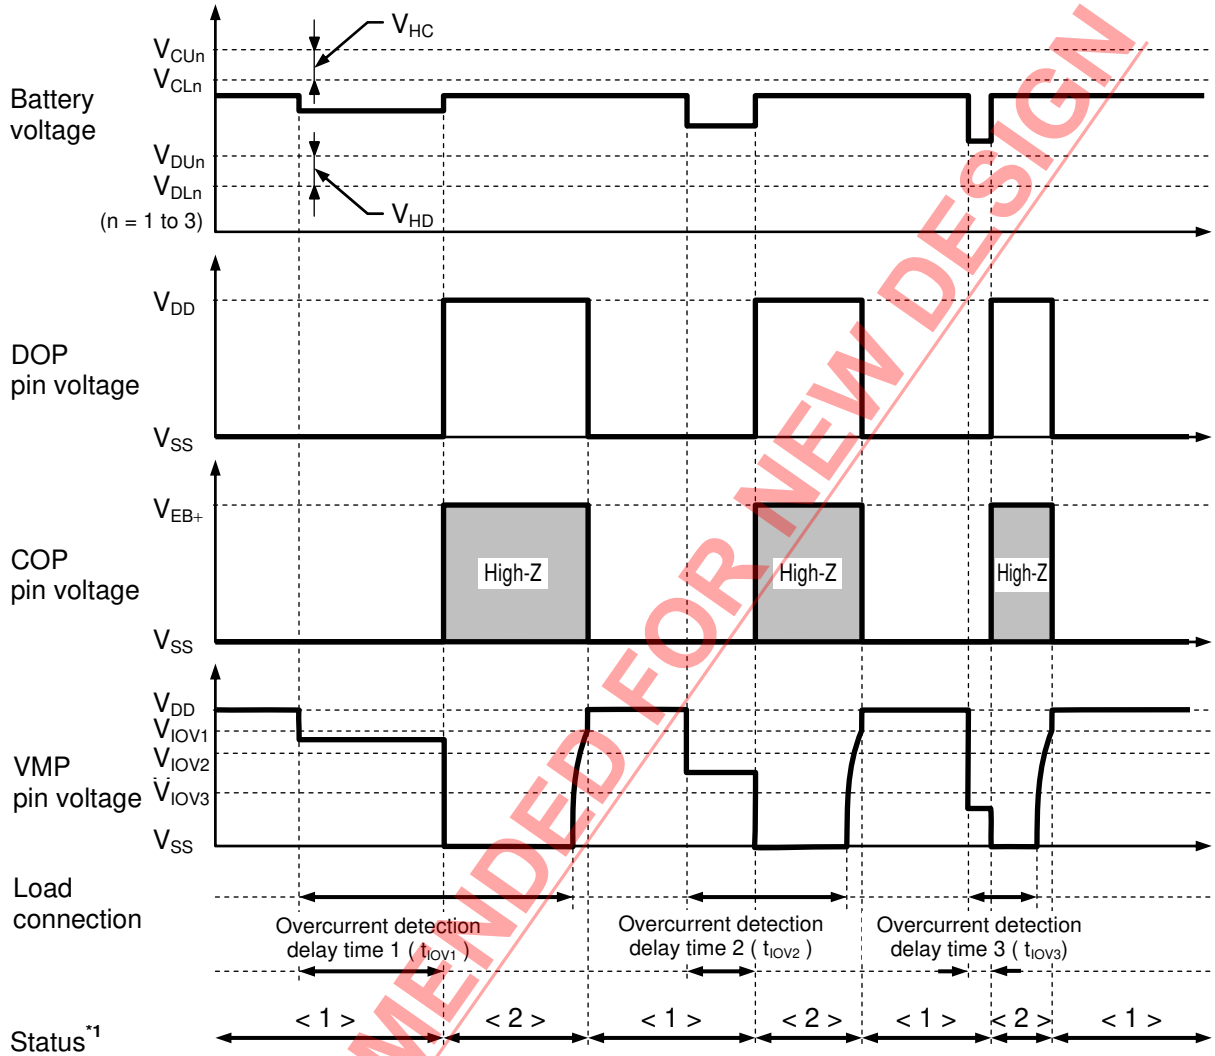 VHC
VCUn
VCLn
Battery
voltage
VDUn
VDLn
(n = 1 to 3)
VHD
VDD
DOP
pin voltage
VSS
VEB+
COP
pin voltage
High-Z
High-Z
High-Z
VSS
VDD
VIOV1
VIOV2
VMP
pin voltage
VIOV3
VSS
Load
connection
Overcurrent detection
delay time 1 ( tIOV1 )
Overcurrent detection
delay time 2 ( tIOV2 )
Overcurrent detection
delay time 3 ( tIOV3)
Status*1
< 1 >
< 2 >
< 1 >
< 2 >
< 1 >
< 2 >
< 1 >
MENDED FOR NEW DESIGN